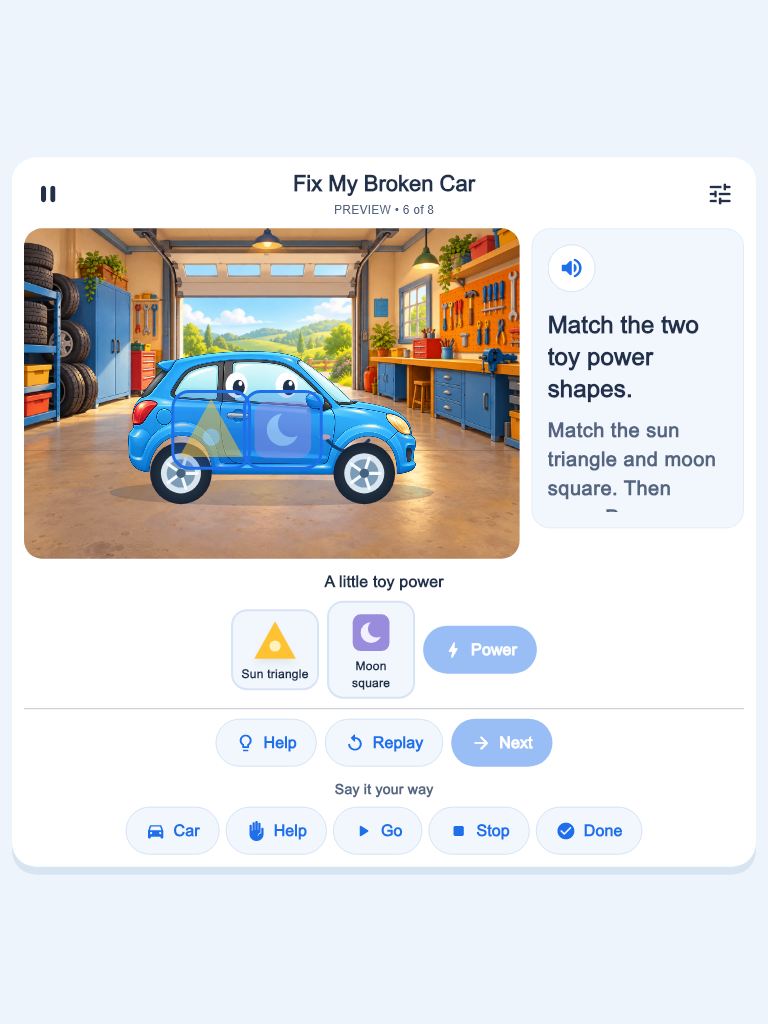 Fix My Broken Car
PREVIEW • 6 of 8
Match the two
toy power
shapes.
Match the sun
triangle and moon
square. Then
A little toy power
Sun triangle
Moon
square
Power
Help
Replay
Next
Say it your way
Car
Help
Go
Stop
Done